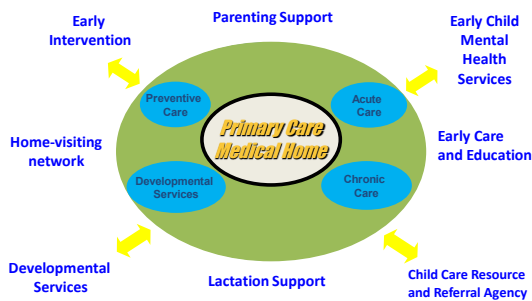 Parenting Support
Early
Intervention
Early Child
Mental
Health
Services
Preventive
Care
Acute
Care
Primary Care
Medical Home
Home-visiting
network
Early Care
and Education
Developmental
Services
Chronic
Care
Developmental
Services
Lactation Support
Child Care Resource
and Referral Agency